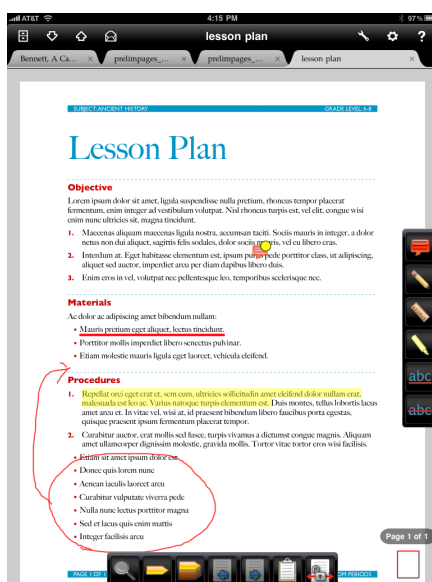 AT&T 4:15 PM 97%
lesson plan
?
Bennett, A Ca... × prelimpages_... × prelimpages_... × lesson plan ×
SUBJECT: ANCIENT HISTORY GRADE LEVEL: 6-8
Lesson Plan
Objective
Lorem ipsum dolor sit amet, ligula suspendisse nulla pretium, rhoncus tempor placerat
fermentum, enim integer ad vestibulum volutpat. Nisl rhoncus turpis est, vel elit, congue wisi
enim nunc ultricies sit, magna tincidunt.
1. Maecenas aliquam maecenas ligula nostra, accumsan taciti. Sociis mauris in integer, a dolor
netus non dui aliquet, sagittis felis sodales, dolor sociis mauris, vel eu libero cras.
2. Interdum at. Eget habitasse elementum est, ipsum purus pede porttitor class, ut adipiscing,
aliquet sed auctor, imperdiet arcu per diam dapibus libero duis.
3. Enim eros in vel, volutpat nec pellentesque leo, temporibus scelerisque nec.
Materials
Ac dolor ac adipiscing amet bibendum nullam:
• Mauris pretium eget aliquet, lectus tincidunt.
• Porttitor mollis imperdiet libero senectus pulvinar.
• Etiam molestie mauris ligula eget laoreet, vehicula eleifend.
Procedures
1. Repellat orci eget erat et, sem cum, ultricies sollicitudin amet eleifend dolor nullam erat,
malesuada est leo ac. Varius natoque turpis elementum est. Duis montes, tellus lobortis lacus
amet arcu et. In vitae vel, wisi at, id praesent bibendum libero faucibus porta egestas,
quisque praesent ipsum fermentum placerat tempor.
2. Curabitur auctor, erat mollis sed fusce, turpis vivamus a dictumst congue magnis. Aliquam
amet ullamcorper dignissim molestie, gravida mollis. Tortor vitae tortor eros wisi facilisis.
• Etiam sit amet ipsum dolor est
• Donec quis lorem nunc
• Aenean iaculis laoreet arcu
• Curabitur vulputate viverra pede
• Nulla nunc lectus porttitor magna
• Sed et lacus quis enim mattis
• Integer facilisis arcu
abc
abc
Page 1 of 1
PAGE 1 OF OM PERIODS